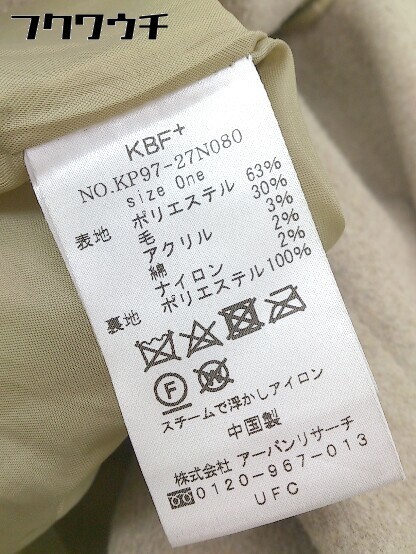 フクワウチ
KBF+
NO.KP97-27N080
size One
表地 ポリエステル 63%
毛 30%
アクリル 3%
綿 2%
ナイロン 2%
裏地 ポリエステル 100%
F W
スチームで浮かしアイロン
中国製
株式会社 アーバンリサーチ
0120-967-013
UFC